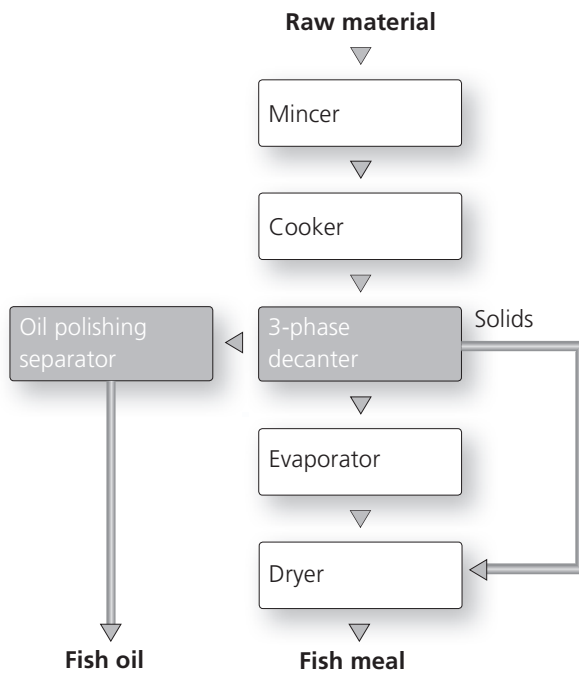 Raw material
Mincer
Cooker
Oil polishing
separator
3-phase
decanter
Solids
Evaporator
Dryer
Fish oil
Fish meal